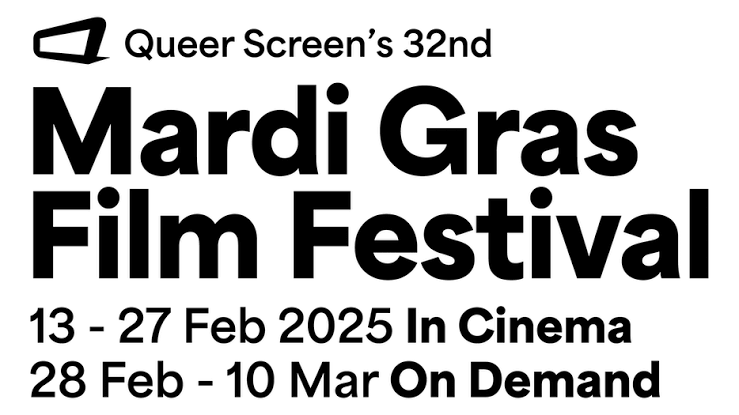 Queer Screen’s 32nd
Mardi Gras
Film Festival
13 - 27 Feb 2025 In Cinema
28 Feb - 10 Mar On Demand